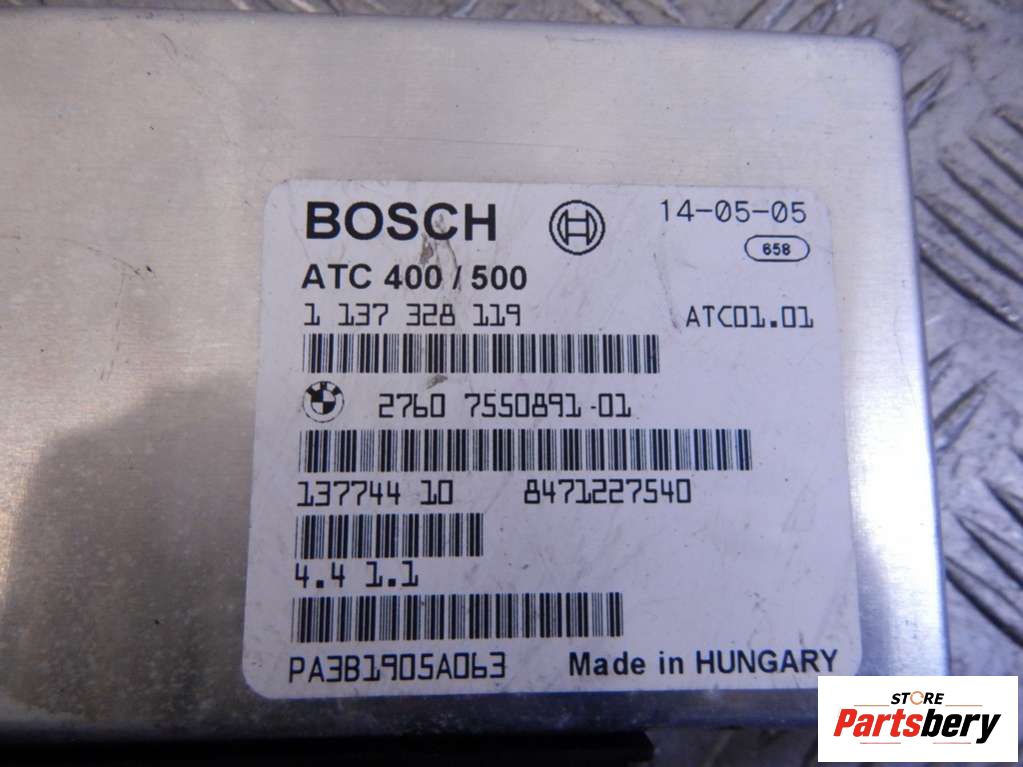 BOSCH 14-05-05
658
ATC 400 / 500
1 137 328 119 ATC01.01
2760 7550891-01
137744 10 8471227540
4.4 1.1
PA3B1905A063 Made in HUNGARY
STORE
Partsbery